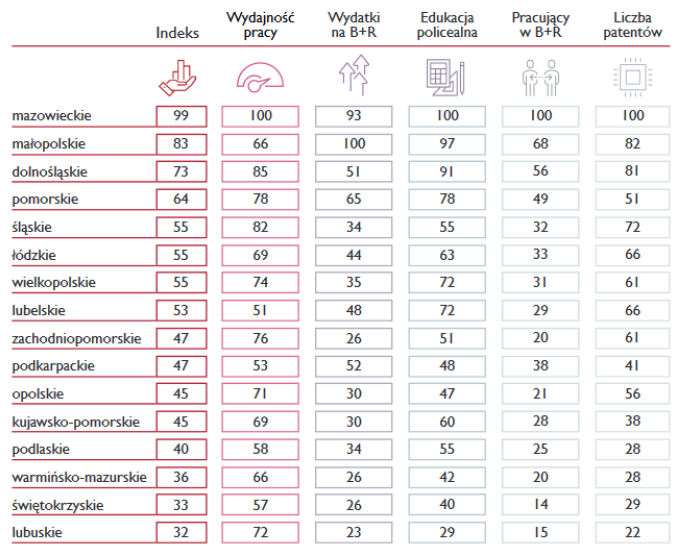 Indeks Wydajność pracy Wydatki na B+R Edukacja policealna Pracujący w B+R Liczba patentów
mazowieckie 99 100 93 100 100 100
małopolskie 83 66 100 97 68 82
dolnośląskie 73 85 51 91 56 81
pomorskie 64 78 65 78 49 51
śląskie 55 82 34 55 32 72
łódzkie 55 69 44 63 33 66
wielkopolskie 55 74 35 72 31 61
lubelskie 53 51 48 72 29 66
zachodniopomorskie 47 76 26 51 20 61
podkarpackie 47 53 52 48 38 41
opolskie 45 71 30 47 21 56
kujawsko-pomorskie 45 69 30 60 28 38
podlaskie 40 58 34 55 25 28
warmińsko-mazurskie 36 66 26 42 20 28
świętokrzyskie 33 57 26 40 14 29
lubuskie 32 72 23 29 15 22